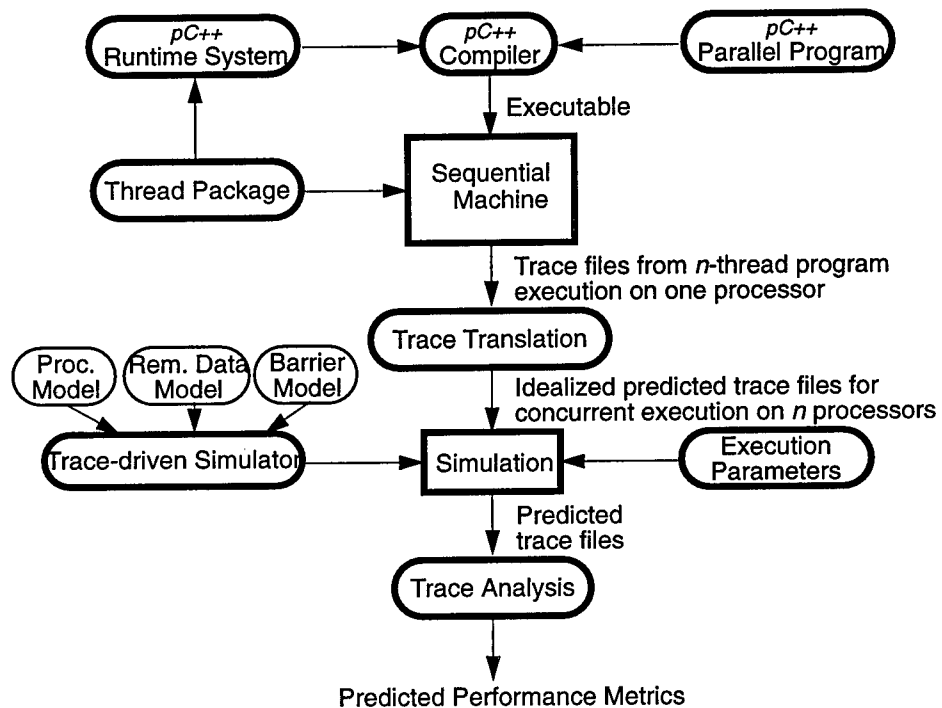 pC++
Runtime System
pC++
Compiler
pC++
Parallel Program
Executable
Thread Package
Sequential
Machine
Trace files from n-thread program
execution on one processor
Trace Translation
Proc.
Model
Rem. Data
Model
Barrier
Model
Idealized predicted trace files for
concurrent execution on n processors
Trace-driven Simulator
Simulation
Execution
Parameters
Predicted
trace files
Trace Analysis
Predicted Performance Metrics